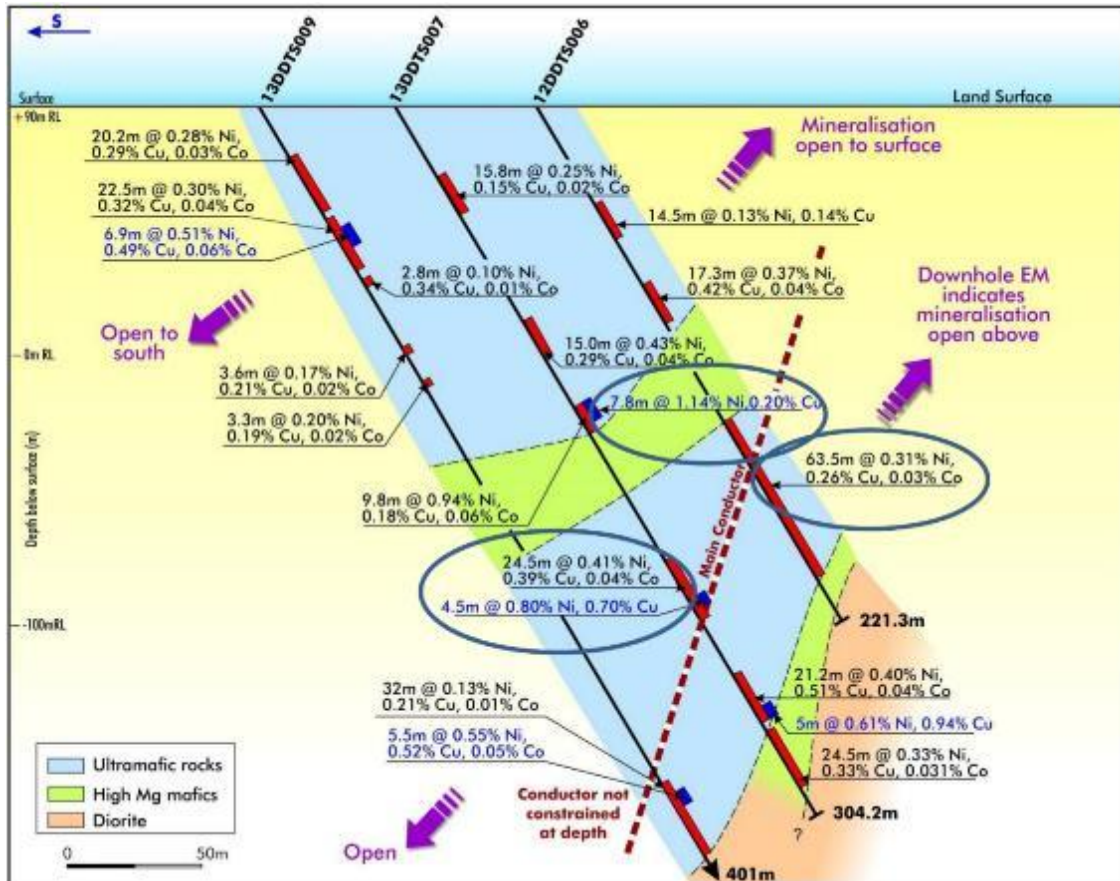 S
13DDTS009
13DDTS007
12DDTS006
Surface
Land Surface
+90m RL
20.2m @ 0.28% Ni,
0.29% Cu, 0.03% Co
22.5m @ 0.30% Ni,
0.32% Cu, 0.04% Co
6.9m @ 0.51% Ni,
0.49% Cu, 0.06% Co
15.8m @ 0.25% Ni,
0.15% Cu, 0.02% Co
Mineralisation
open to surface
14.5m @ 0.13% Ni, 0.14% Cu
2.8m @ 0.10% Ni,
0.34% Cu, 0.01% Co
17.3m @ 0.37% Ni,
0.42% Cu, 0.04% Co
Downhole EM
indicates
mineralisation
open above
Open to
south
0m RL
15.0m @ 0.43% Ni,
0.29% Cu, 0.04% Co
3.6m @ 0.17% Ni,
0.21% Cu, 0.02% Co
7.8m @ 1.14% Ni,0.20% Cu
3.3m @ 0.20% Ni,
0.19% Cu, 0.02% Co
Depth below surface (m)
63.5m @ 0.31% Ni,
0.26% Cu, 0.03% Co
9.8m @ 0.94% Ni,
0.18% Cu, 0.06% Co
Main Conductor
24.5m @ 0.41% Ni,
0.39% Cu, 0.04% Co
4.5m @ 0.80% Ni, 0.70% Cu
-100mRL
221.3m
21.2m @ 0.40% Ni,
0.51% Cu, 0.04% Co
5m @ 0.61% Ni, 0.94% Cu
32m @ 0.13% Ni,
0.21% Cu, 0.01% Co
5.5m @ 0.55% Ni,
0.52% Cu, 0.05% Co
24.5m @ 0.33% Ni,
0.33% Cu, 0.031% Co
Ultramafic rocks
High Mg mafics
Diorite
0 50m
Conductor not
constrained
at depth
304.2m
?
Open
401m